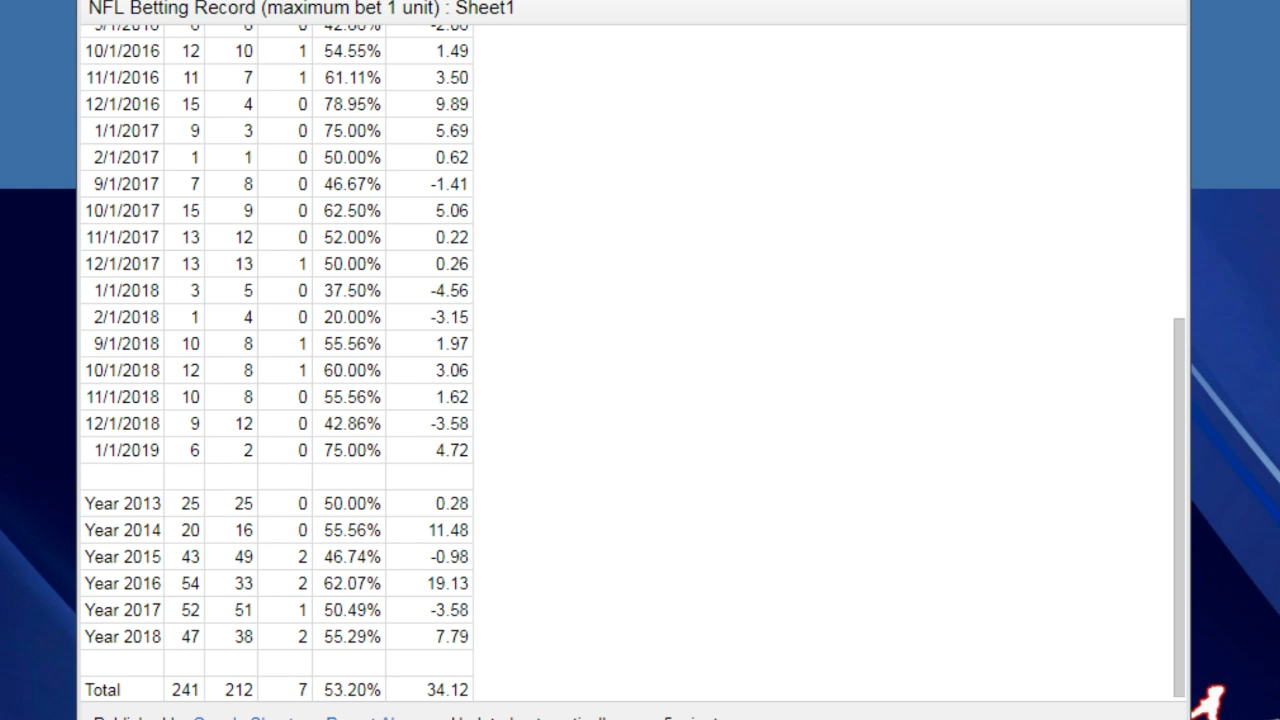 NFL Betting Record (maximum bet 1 unit) : Sheet1
10/1/2016 12 10 1 54.55% 1.49
11/1/2016 11 7 1 61.11% 3.50
12/1/2016 15 4 0 78.95% 9.89
1/1/2017 9 3 0 75.00% 5.69
2/1/2017 1 1 0 50.00% 0.62
9/1/2017 7 8 0 46.67% -1.41
10/1/2017 15 9 0 62.50% 5.06
11/1/2017 13 12 0 52.00% 0.22
12/1/2017 13 13 1 50.00% 0.26
1/1/2018 3 5 0 37.50% -4.56
2/1/2018 1 4 0 20.00% -3.15
9/1/2018 10 8 1 55.56% 1.97
10/1/2018 12 8 1 60.00% 3.06
11/1/2018 10 8 0 55.56% 1.62
12/1/2018 9 12 0 42.86% -3.58
1/1/2019 6 2 0 75.00% 4.72
Year 2013 25 25 0 50.00% 0.28
Year 2014 20 16 0 55.56% 11.48
Year 2015 43 49 2 46.74% -0.98
Year 2016 54 33 2 62.07% 19.13
Year 2017 52 51 1 50.49% -3.58
Year 2018 47 38 2 55.29% 7.79
Total 241 212 7 53.20% 34.12